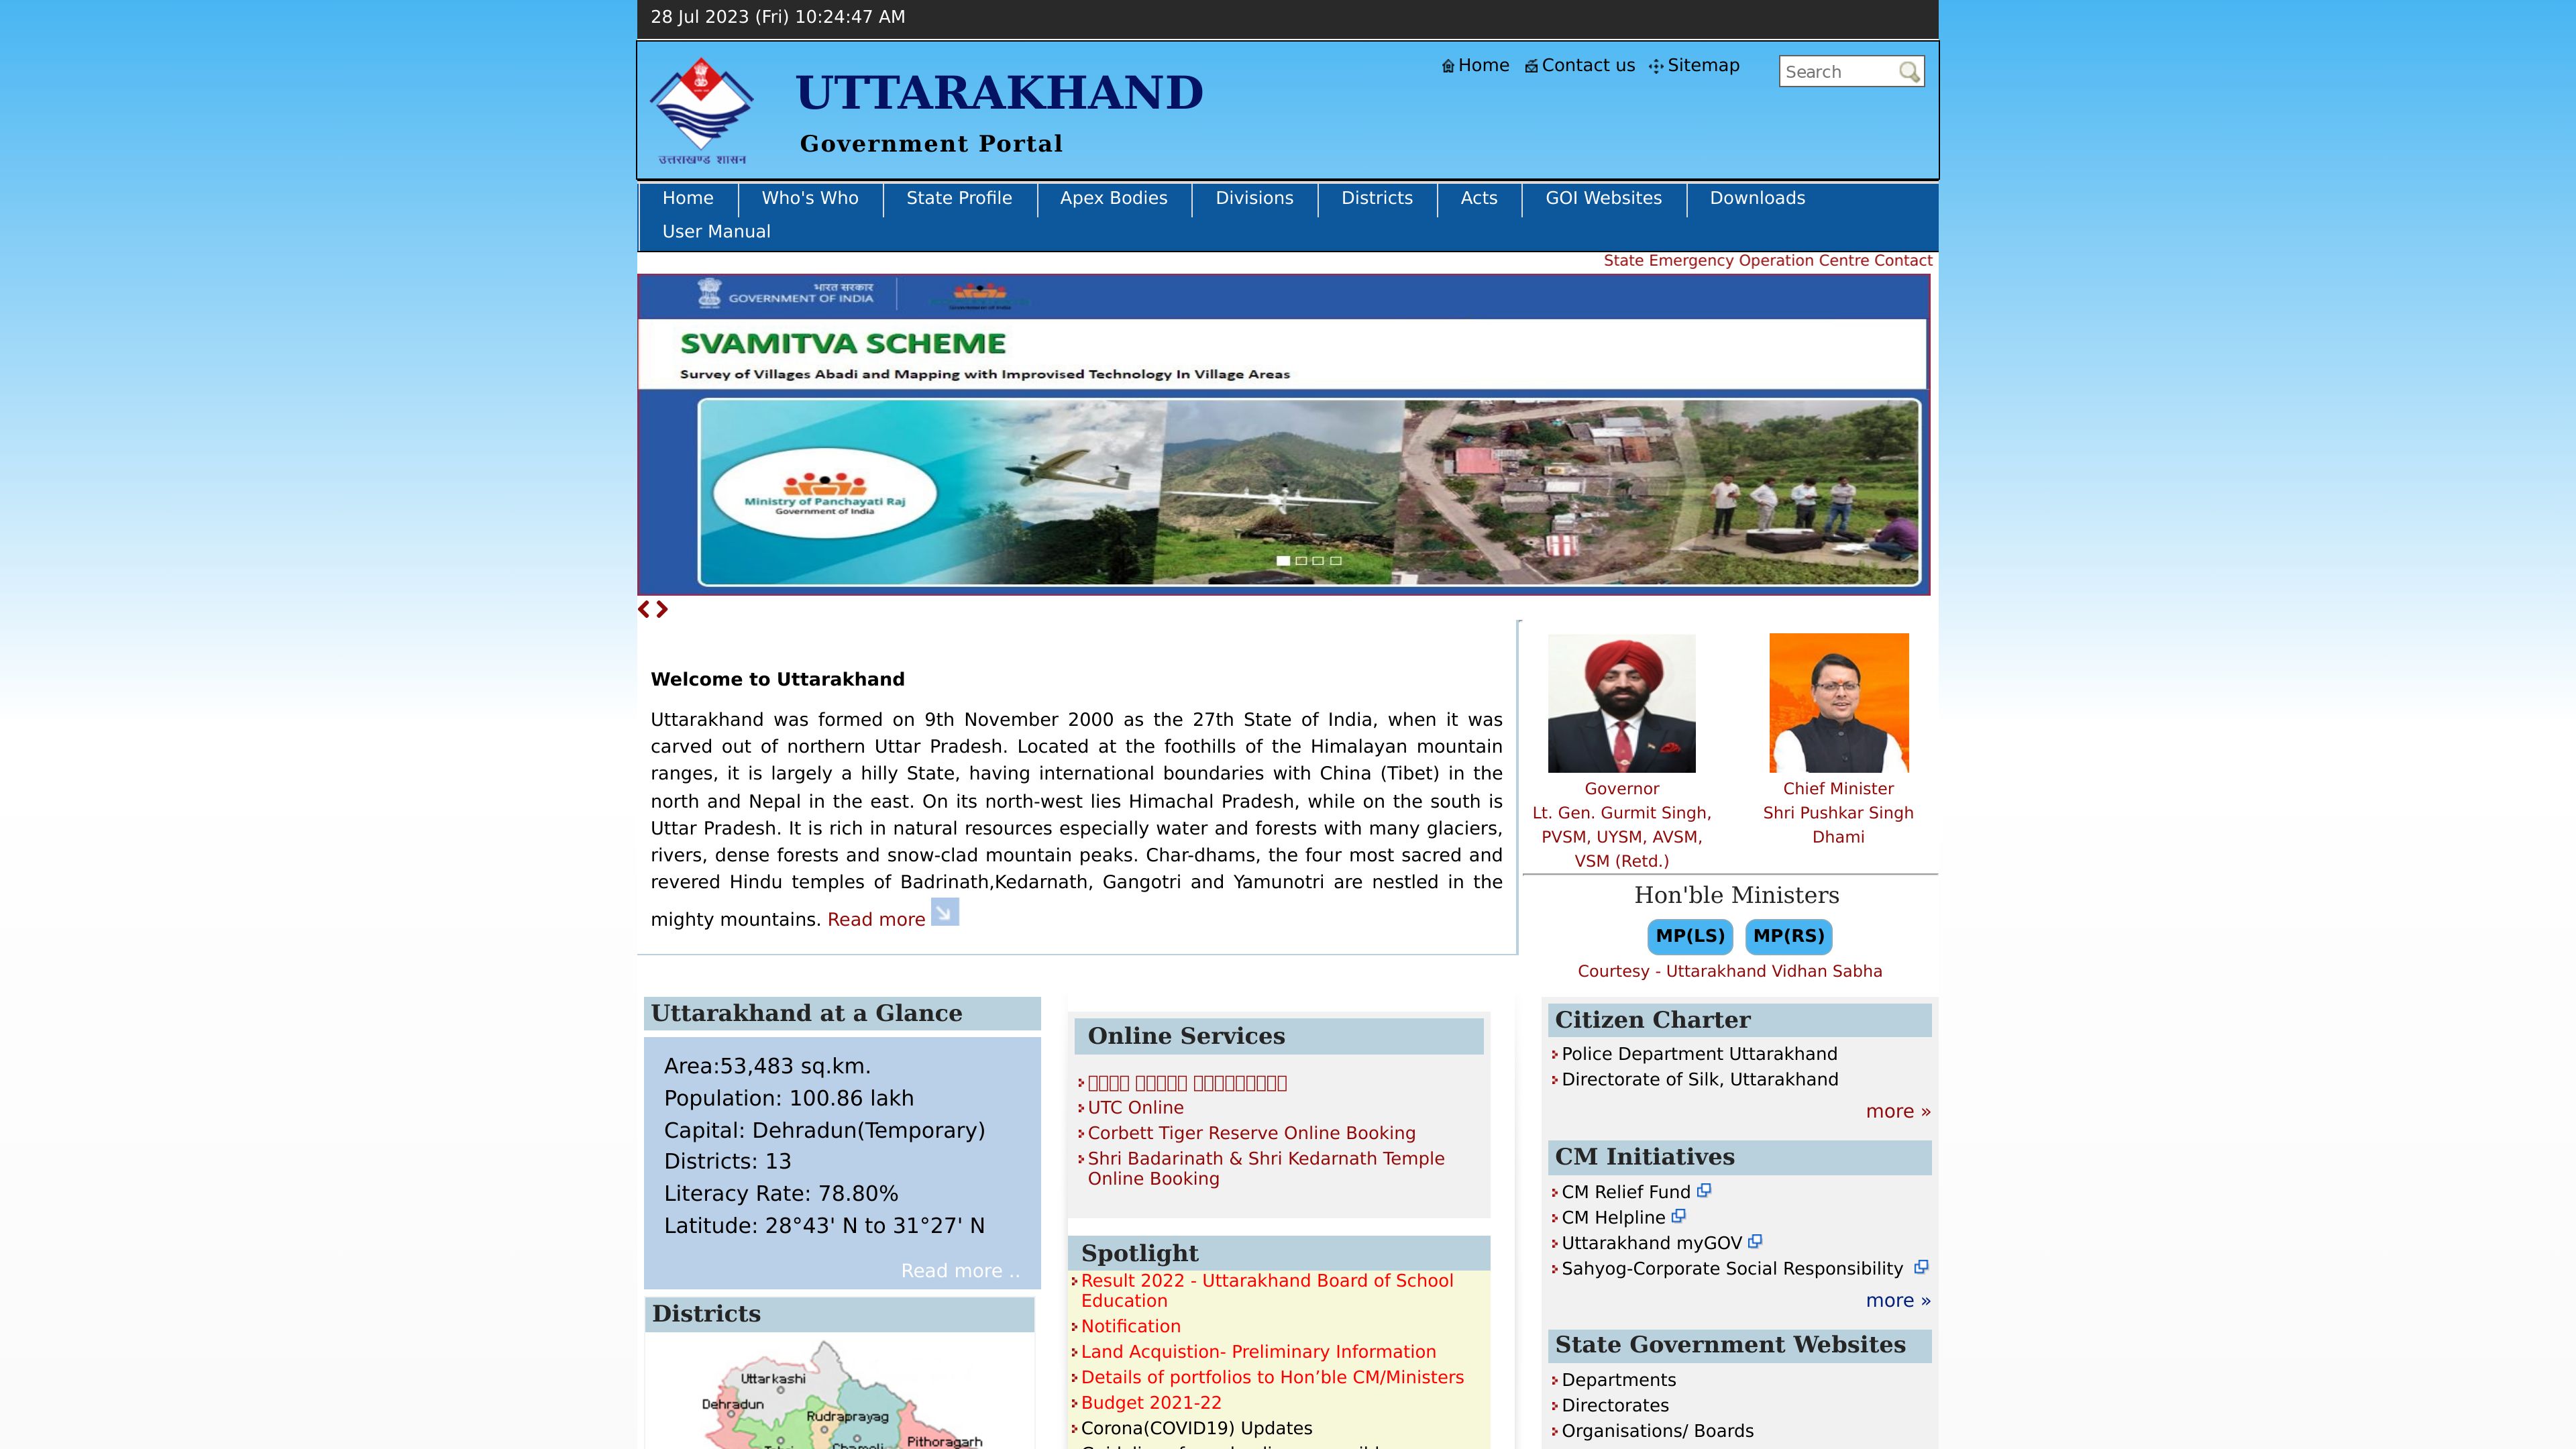 28 Jul 2023 (Fri) 10:24:47 AM
Home Contact us Sitemap Search
UTTARAKHAND
Government Portal
उत्तराखण्ड शासन
Home Who's Who State Profile Apex Bodies Divisions Districts Acts GOI Websites Downloads
User Manual
State Emergency Operation Centre Contact
भारत सरकार
GOVERNMENT OF INDIA
SVAMITVA SCHEME
Survey of Villages Abadi and Mapping with Improvised Technology In Village Areas
Ministry of Panchayati Raj
Government of India
Welcome to Uttarakhand
Uttarakhand was formed on 9th November 2000 as the 27th State of India, when it was
carved out of northern Uttar Pradesh. Located at the foothills of the Himalayan mountain
ranges, it is largely a hilly State, having international boundaries with China (Tibet) in the
north and Nepal in the east. On its north-west lies Himachal Pradesh, while on the south is
Uttar Pradesh. It is rich in natural resources especially water and forests with many glaciers,
rivers, dense forests and snow-clad mountain peaks. Char-dhams, the four most sacred and
revered Hindu temples of Badrinath,Kedarnath, Gangotri and Yamunotri are nestled in the
mighty mountains. Read more
Governor
Lt. Gen. Gurmit Singh,
PVSM, UYSM, AVSM,
VSM (Retd.)
Chief Minister
Shri Pushkar Singh
Dhami
Hon'ble Ministers
MP(LS) MP(RS)
Courtesy - Uttarakhand Vidhan Sabha
Uttarakhand at a Glance
Area:53,483 sq.km.
Population: 100.86 lakh
Capital: Dehradun(Temporary)
Districts: 13
Literacy Rate: 78.80%
Latitude: 28°43' N to 31°27' N
Read more ..
Districts
Uttarkashi
Dehradun
Rudraprayag
Chamoli
Pithoragarh
Online Services
UTC Online
Corbett Tiger Reserve Online Booking
Shri Badarinath & Shri Kedarnath Temple
Online Booking
Spotlight
Result 2022 - Uttarakhand Board of School
Education
Notification
Land Acquistion- Preliminary Information
Details of portfolios to Hon’ble CM/Ministers
Budget 2021-22
Corona(COVID19) Updates
Citizen Charter
Police Department Uttarakhand
Directorate of Silk, Uttarakhand
more »
CM Initiatives
CM Relief Fund
CM Helpline
Uttarakhand myGOV
Sahyog-Corporate Social Responsibility
more »
State Government Websites
Departments
Directorates
Organisations/ Boards